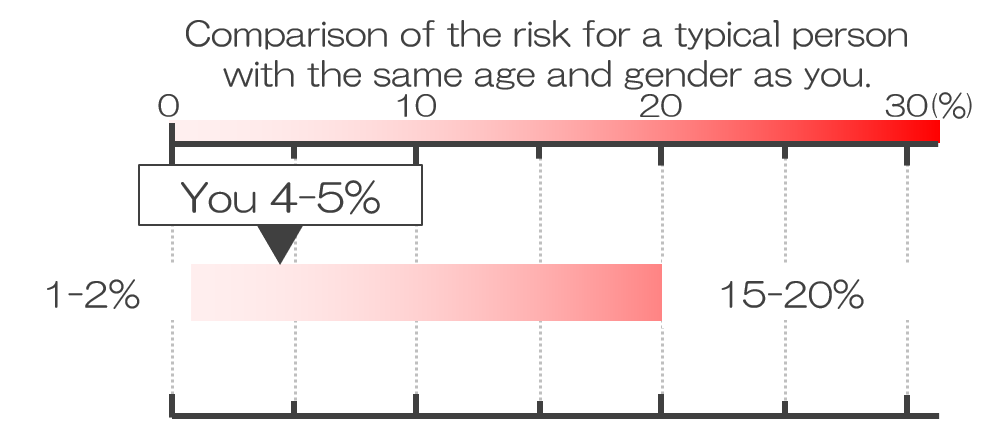 Comparison of the risk for a typical person
with the same age and gender as you.
0 10 20 30(%)
You 4-5%
1-2% 15-20%